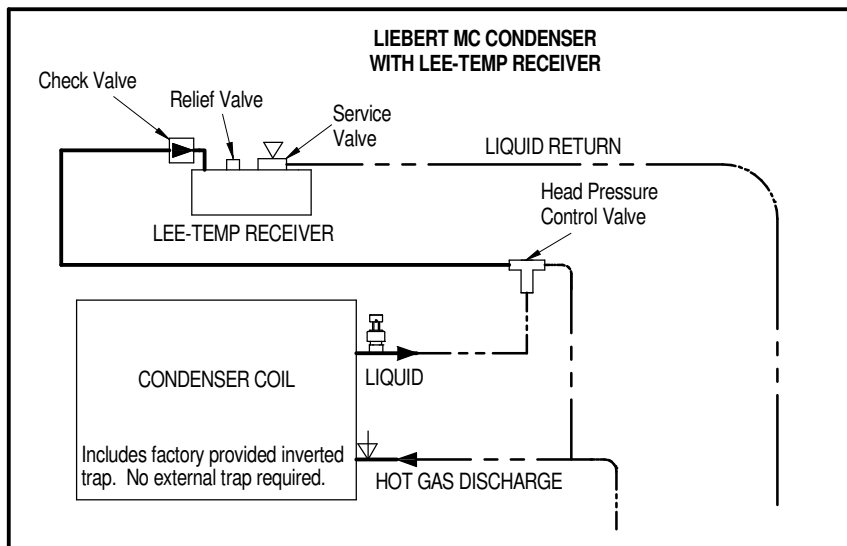 LIEBERT MC CONDENSER
WITH LEE-TEMP RECEIVER
Check Valve
Relief Valve
Service
Valve
LIQUID RETURN
Head Pressure
Control Valve
LEE-TEMP RECEIVER
CONDENSER COIL
LIQUID
Includes factory provided inverted
trap. No external trap required.
HOT GAS DISCHARGE